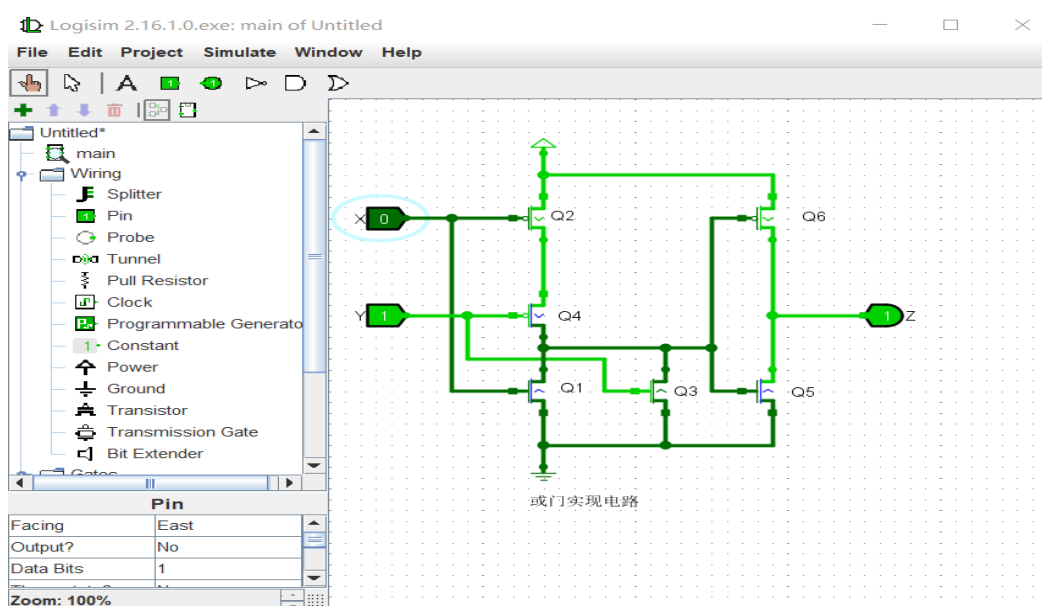 Logisim 2.16.1.0.exe: main of Untitled
File Edit Project Simulate Window Help
Untitled*
main
Wiring
Splitter
Pin
Probe
Tunnel
Pull Resistor
Clock
Programmable Generato
Constant
Power
Ground
Transistor
Transmission Gate
Bit Extender
Gates
Pin
Facing East
Output? No
Data Bits 1
Zoom: 100%
X 0
Q2
Q6
Y 1
Q4
1 Z
Q1
Q3
Q5
或门实现电路